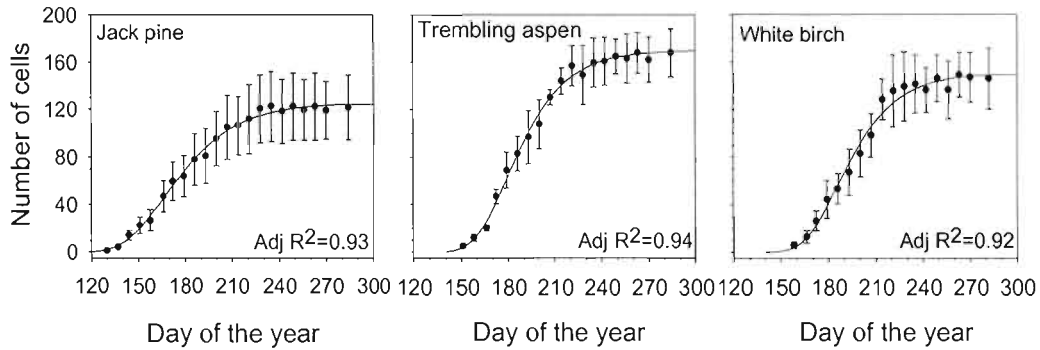 Number of cells
200
160
120
80
40
0
Jack pine
Adj R2=0.93
Trembling aspen
Adj R2=0.94
White birch
Adj R2=0.92
120 150 180 210 240 270 300
120 150 180 210 240 270 300
120 150 180 210 240 270 300
Day of the year
Day of the year
Day of the year